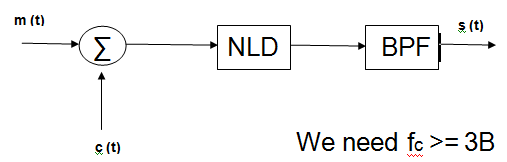 m (t)
s (t)
Σ
NLD
BPF
c (t)
We need fc >= 3B